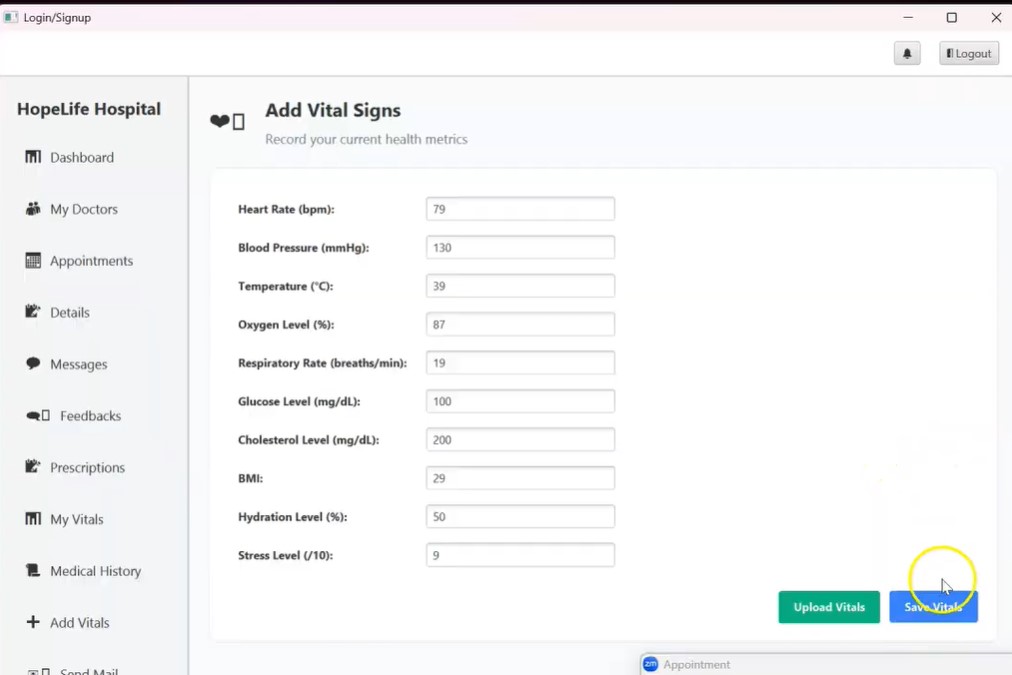 Login/Signup
Logout
HopeLife Hospital
Dashboard
My Doctors
Appointments
Details
Messages
Feedbacks
Prescriptions
My Vitals
Medical History
Add Vitals
Send Mail
Add Vital Signs
Record your current health metrics
Heart Rate (bpm): 79
Blood Pressure (mmHg): 130
Temperature (°C): 39
Oxygen Level (%): 87
Respiratory Rate (breaths/min): 19
Glucose Level (mg/dL): 100
Cholesterol Level (mg/dL): 200
BMI: 29
Hydration Level (%): 50
Stress Level (/10): 9
Upload Vitals Save Vitals
zm Appointment